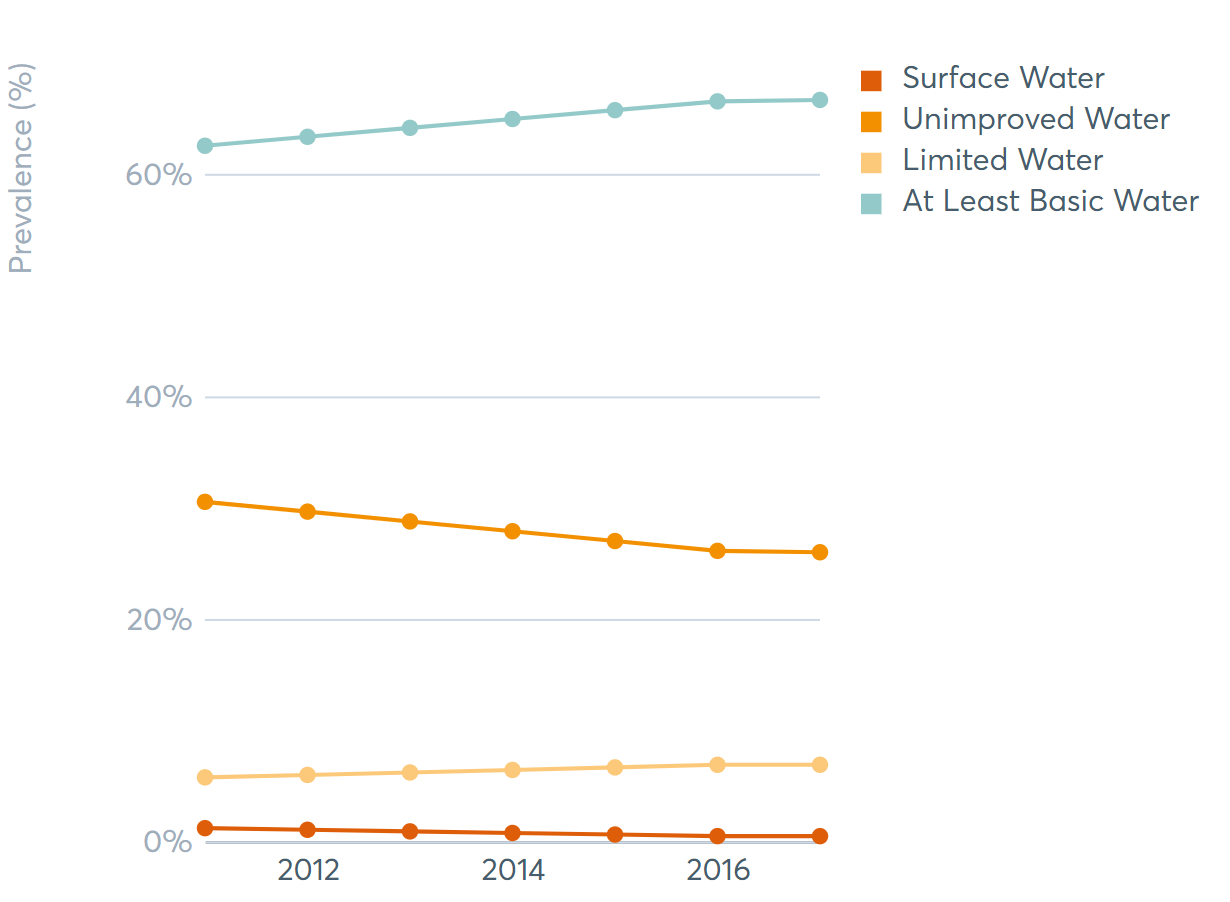 Prevalence (%)
Surface Water
Unimproved Water
Limited Water
At Least Basic Water
60%
40%
20%
0%
2012
2014
2016